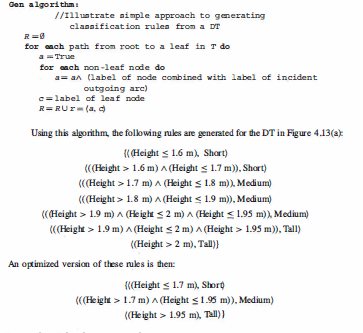 Gen algorithm:
//Illustrate simple approach to generating
classification rules from a DT
R=∅
for each path from root to a leaf in T do
a=True
for each non-leaf node do
a= a∧ (label of node combined with label of incident
outgoing arc)
c=label of leaf node
R=R∪r=(a, c)
Using this algorithm, the following rules are generated for the DT in Figure 4.13(a):
{((Height ≤ 1.6 m), Short)
(((Height > 1.6 m) ∧ (Height ≤ 1.7 m)), Short)
(((Height > 1.7 m) ∧ (Height ≤ 1.8 m)), Medium)
(((Height > 1.8 m) ∧ (Height ≤ 1.9 m)), Medium)
(((Height > 1.9 m) ∧ (Height ≤ 2 m) ∧ (Height ≤ 1.95 m)), Medium)
(((Height > 1.9 m) ∧ (Height ≤ 2 m) ∧ (Height > 1.95 m)), Tall)
((Height > 2 m), Tall)}
An optimized version of these rules is then:
{((Height ≤ 1.7 m), Short)
(((Height > 1.7 m) ∧ (Height ≤ 1.95 m)), Medium)
((Height > 1.95 m), Tall)}